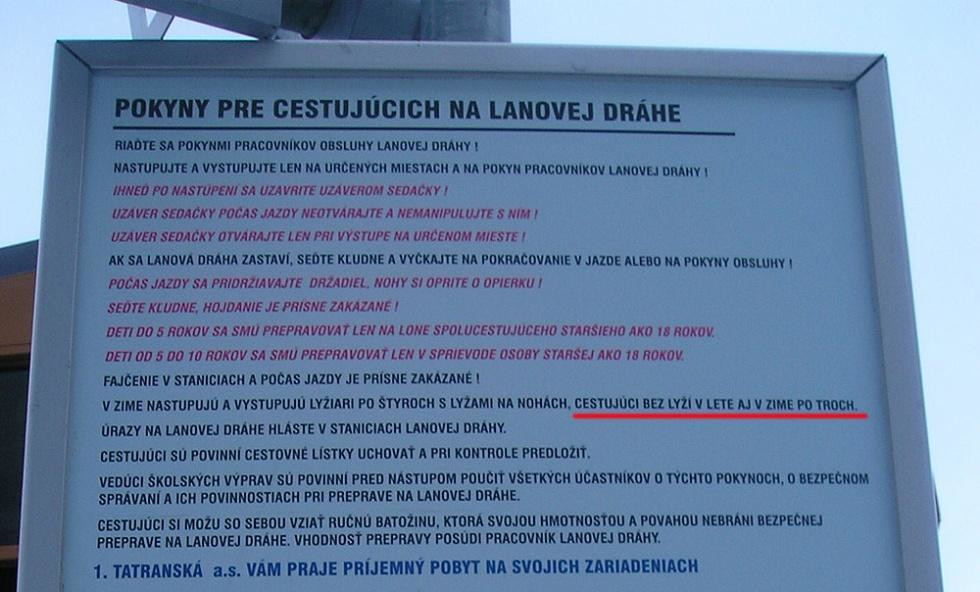 POKYNY PRE CESTUJÚCICH NA LANOVEJ DRÁHE
RIAĎTE SA POKYNMI PRACOVNÍKOV OBSLUHY LANOVEJ DRÁHY !
NASTUPUJTE A VYSTUPUJTE LEN NA URČENÝCH MIESTACH A NA POKYN PRACOVNÍKOV LANOVEJ DRÁHY !
IHNEĎ PO NASTÚPENÍ SA UZAVRITE UZÁVEROM SEDAČKY !
UZÁVER SEDAČKY POČAS JAZDY NEOTVÁRAJTE A NEMANIPULUJTE S NÍM !
UZÁVER SEDAČKY OTVÁRAJTE LEN PRI VÝSTUPE NA URČENOM MIESTE !
AK SA LANOVÁ DRÁHA ZASTAVÍ, SEĎTE KLUDNE A VYČKAJTE NA POKRAČOVANIE V JAZDE ALEBO NA POKYNY OBSLUHY !
POČAS JAZDY SA PRIDRŽIAVAJTE DRŽADIEL, NOHY SI OPRITE O OPIERKU !
SEĎTE KLUDNE, HOJDANIE JE PRÍSNE ZAKÁZANÉ !
DETI DO 5 ROKOV SA SMÚ PREPRAVOVAŤ LEN NA LONE SPOLUCESTUJÚCEHO STARŠIEHO AKO 18 ROKOV.
DETI OD 5 DO 10 ROKOV SA SMÚ PREPRAVOVAŤ LEN V SPRIEVODE OSOBY STARŠEJ AKO 18 ROKOV.
FAJČENIE V STANICIACH A POČAS JAZDY JE PRÍSNE ZAKÁZANÉ !
V ZIME NASTUPUJÚ A VYSTUPUJÚ LYŽIARI PO ŠTYROCH S LYŽAMI NA NOHÁCH, CESTUJÚCI BEZ LYŽÍ V LETE AJ V ZIME PO TROCH.
ÚRAZY NA LANOVEJ DRÁHE HLÁSTE V STANICIACH LANOVEJ DRÁHY.
CESTUJÚCI SÚ POVINNÍ CESTOVNÉ LÍSTKY UCHOVAŤ A PRI KONTROLE PREDLOŽIŤ.
VEDÚCI ŠKOLSKÝCH VÝPRAV SÚ POVINNÍ PRED NÁSTUPOM POUČIŤ VŠETKÝCH ÚČASTNÍKOV O TÝCHTO POKYNOCH, O BEZPEČNOM
SPRÁVANÍ A ICH POVINNOSTIACH PRI PREPRAVE NA LANOVEJ DRÁHE.
CESTUJÚCI SI MOŽU SO SEBOU VZIAŤ RUČNÚ BATOŽINU, KTORÁ SVOJOU HMOTNOSŤOU A POVAHOU NEBRÁNI BEZPEČNEJ
PREPRAVE NA LANOVEJ DRÁHE. VHODNOSŤ PREPRAVY POSÚDI PRACOVNÍK LANOVEJ DRÁHY.
1. TATRANSKÁ a.s. VÁM PRAJE PRÍJEMNÝ POBYT NA SVOJICH ZARIADENIACH